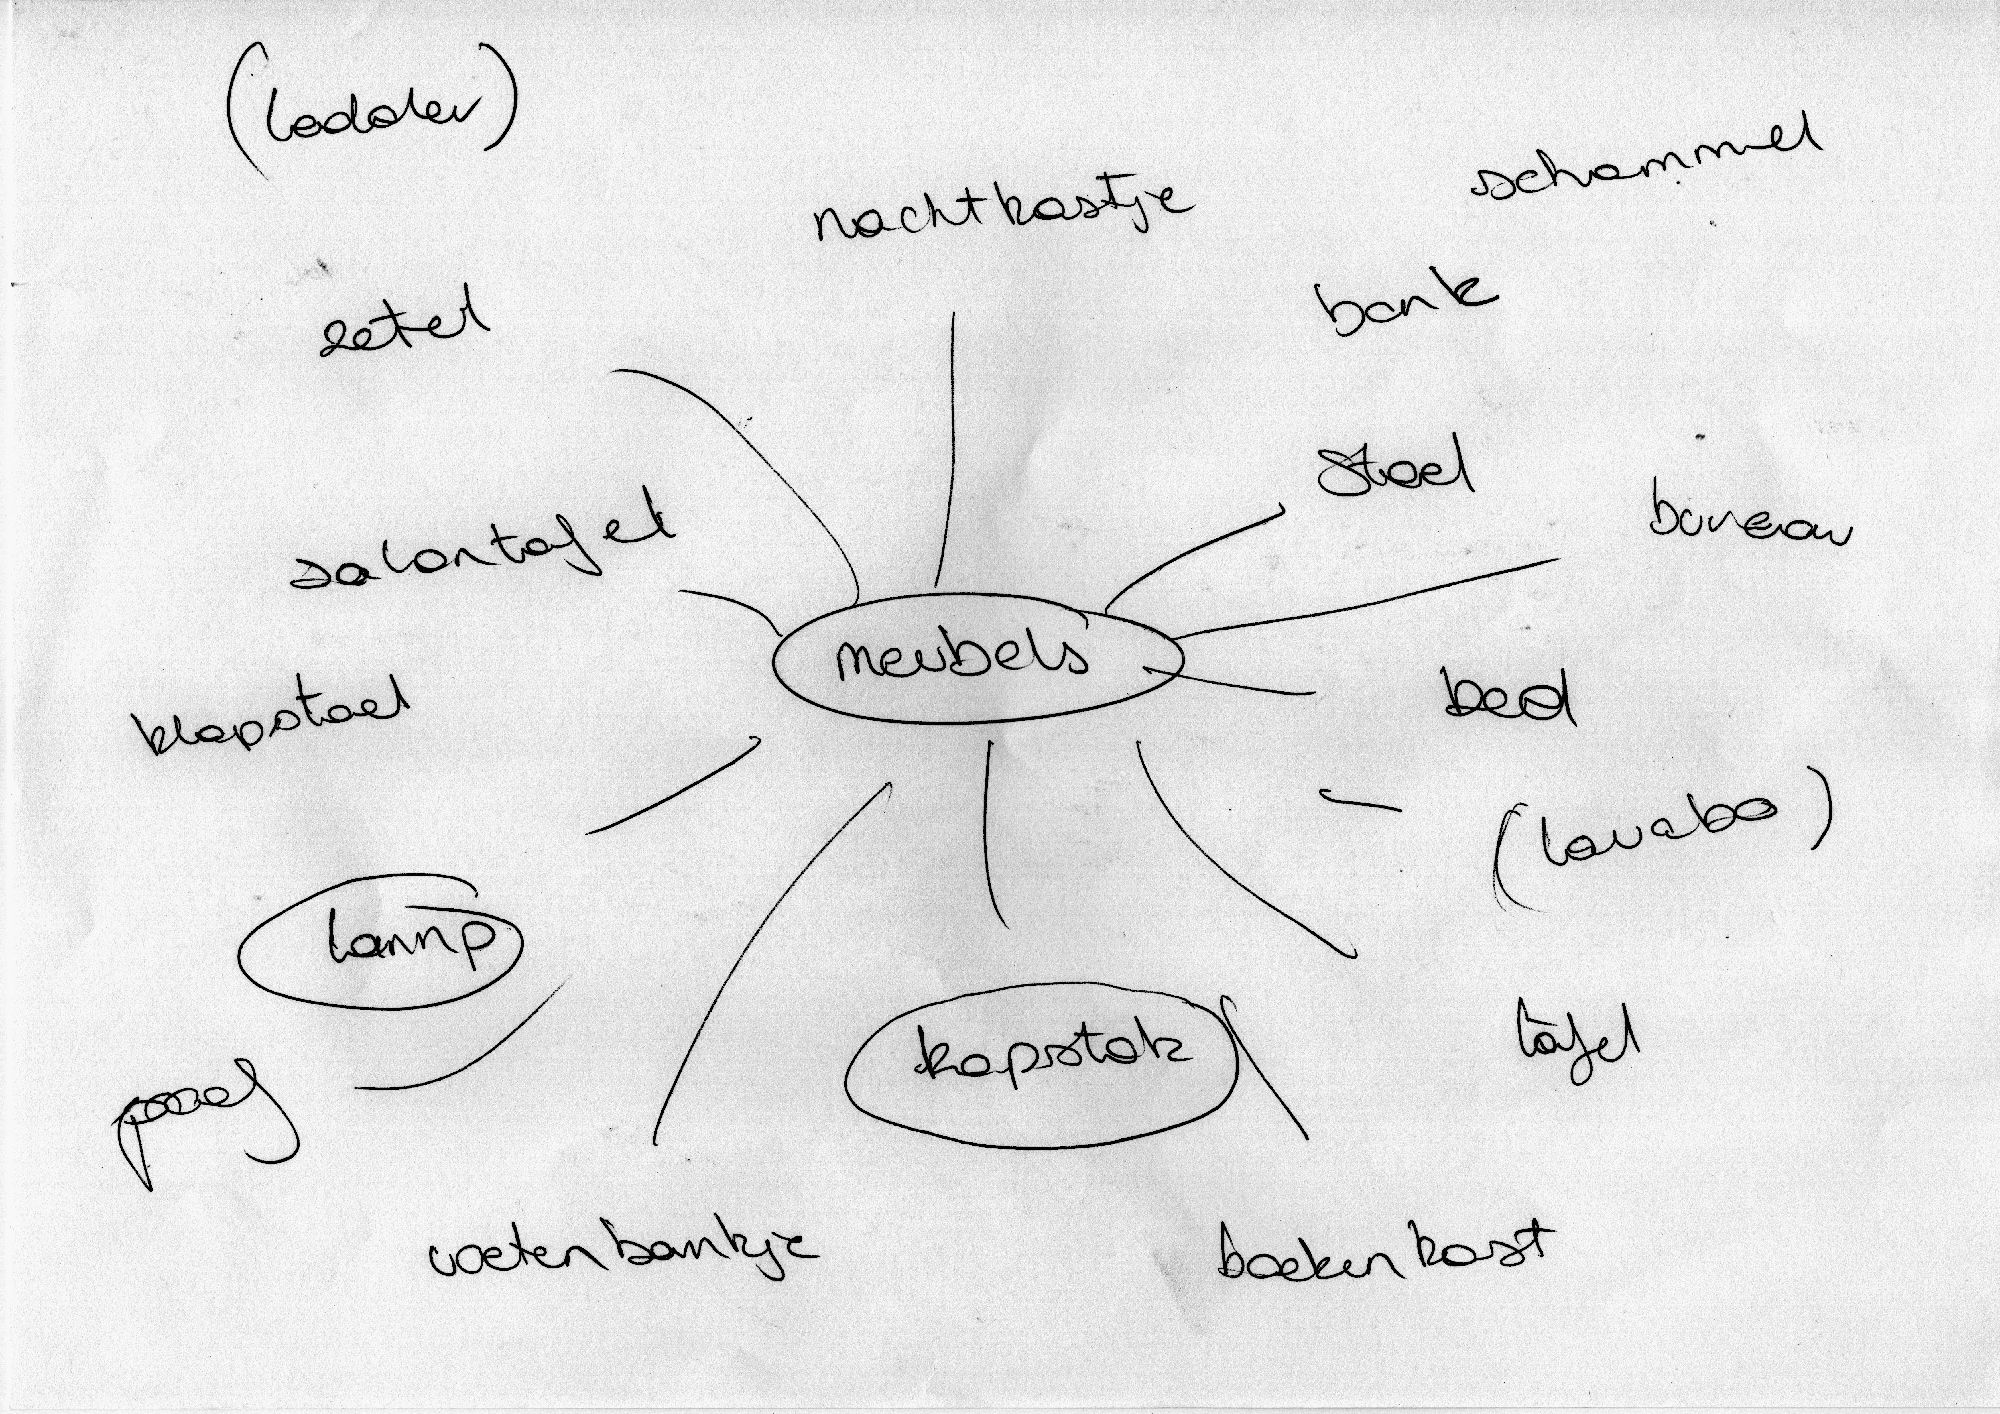 (ladder)
nachtkastje
schammel
zetel
bank
stoel
bureau
salontafel
meubels
klapstoel
bed
(lavabo)
lamp
kapstok
tafel
poef
voetenbankje
boekenkast